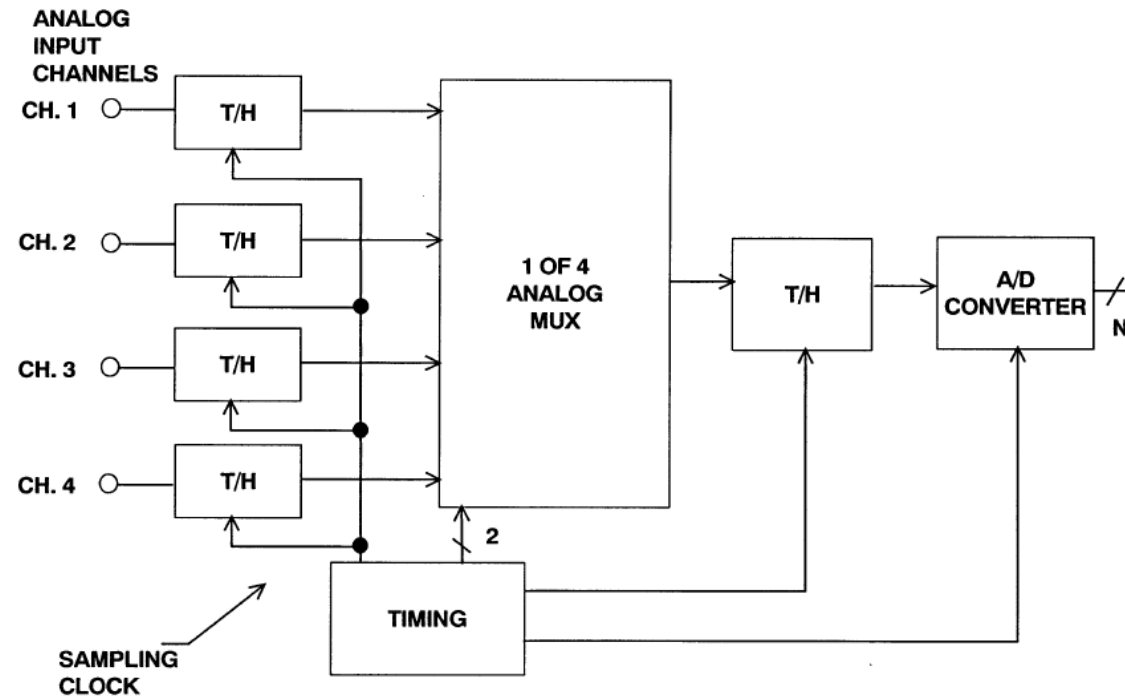 ANALOG
INPUT
CHANNELS
CH. 1
T/H
CH. 2
T/H
CH. 3
T/H
CH. 4
T/H
1 OF 4
ANALOG
MUX
T/H
A/D
CONVERTER
N
2
TIMING
SAMPLING
CLOCK